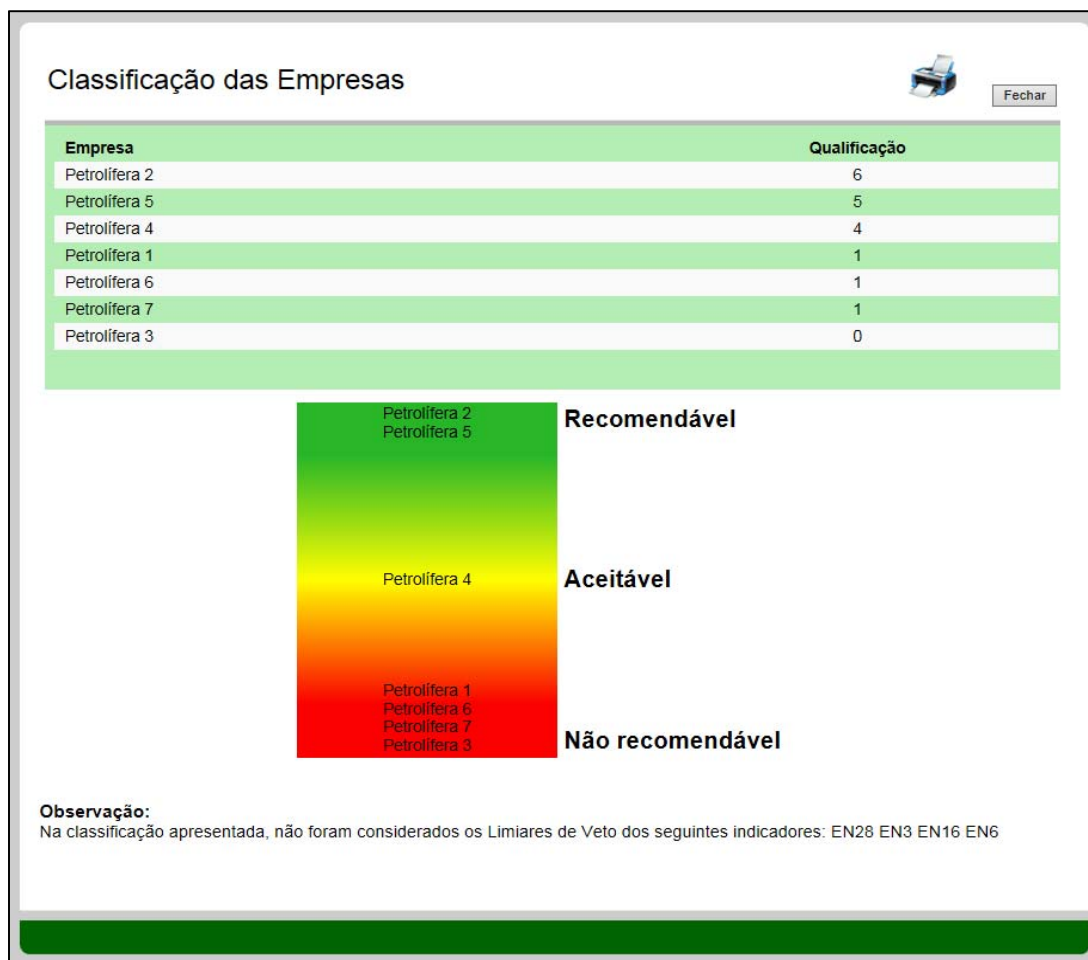 Classificação das Empresas
Fechar
Empresa Qualificação
Petrolífera 2 6
Petrolífera 5 5
Petrolífera 4 4
Petrolífera 1 1
Petrolífera 6 1
Petrolífera 7 1
Petrolífera 3 0
Petrolífera 2
Petrolífera 5
Recomendável
Petrolífera 4 Aceitável
Petrolífera 1
Petrolífera 6
Petrolífera 7
Petrolífera 3
Não recomendável
Observação:
Na classificação apresentada, não foram considerados os Limiares de Veto dos seguintes indicadores: EN28 EN3 EN16 EN6